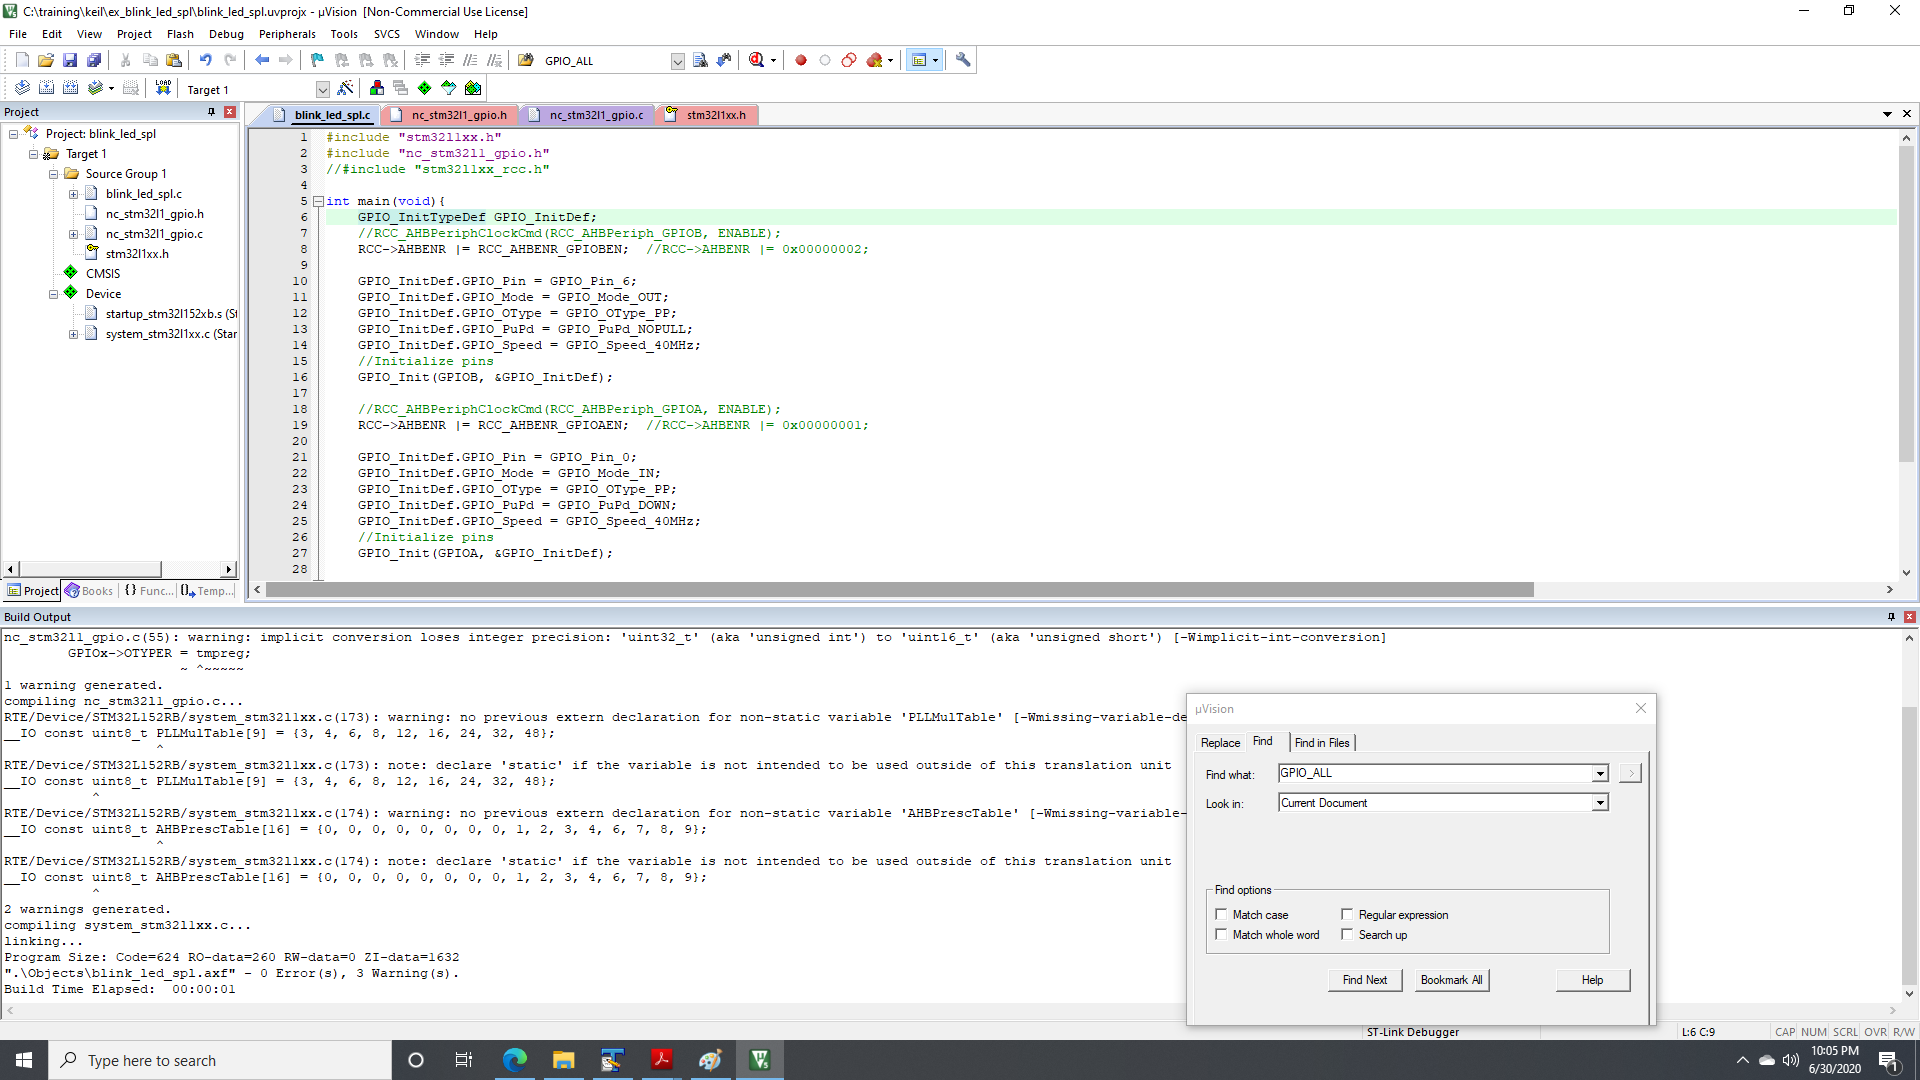 C:\training\keil\ex_blink_led_spl\blink_led_spl.uvprojx - µVision [Non-Commercial Use License]
File Edit View Project Flash Debug Peripherals Tools SVCS Window Help
GPIO_ALL
LOAD Target 1
Project
Project: blink_led_spl
Target 1
Source Group 1
blink_led_spl.c
nc_stm32l1_gpio.h
nc_stm32l1_gpio.c
stm32l1xx.h
CMSIS
Device
startup_stm32l152xb.s (St
system_stm32l1xx.c (Star
Project Books {} Func... Temp...
blink_led_spl.c nc_stm32l1_gpio.h nc_stm32l1_gpio.c stm32l1xx.h
1 #include "stm32l1xx.h"
2 #include "nc_stm32l1_gpio.h"
3 //#include "stm32l1xx_rcc.h"
4
5 int main(void){
6 GPIO_InitTypeDef GPIO_InitDef;
7 //RCC_AHBPeriphClockCmd(RCC_AHBPeriph_GPIOB, ENABLE);
8 RCC->AHBENR |= RCC_AHBENR_GPIOBEN; //RCC->AHBENR |= 0x00000002;
9
10 GPIO_InitDef.GPIO_Pin = GPIO_Pin_6;
11 GPIO_InitDef.GPIO_Mode = GPIO_Mode_OUT;
12 GPIO_InitDef.GPIO_OType = GPIO_OType_PP;
13 GPIO_InitDef.GPIO_PuPd = GPIO_PuPd_NOPULL;
14 GPIO_InitDef.GPIO_Speed = GPIO_Speed_40MHz;
15 //Initialize pins
16 GPIO_Init(GPIOB, &GPIO_InitDef);
17
18 //RCC_AHBPeriphClockCmd(RCC_AHBPeriph_GPIOA, ENABLE);
19 RCC->AHBENR |= RCC_AHBENR_GPIOAEN; //RCC->AHBENR |= 0x00000001;
20
21 GPIO_InitDef.GPIO_Pin = GPIO_Pin_0;
22 GPIO_InitDef.GPIO_Mode = GPIO_Mode_IN;
23 GPIO_InitDef.GPIO_OType = GPIO_OType_PP;
24 GPIO_InitDef.GPIO_PuPd = GPIO_PuPd_DOWN;
25 GPIO_InitDef.GPIO_Speed = GPIO_Speed_40MHz;
26 //Initialize pins
27 GPIO_Init(GPIOA, &GPIO_InitDef);
28
Build Output
nc_stm32l1_gpio.c(55): warning: implicit conversion loses integer precision: 'uint32_t' (aka 'unsigned int') to 'uint16_t' (aka 'unsigned short') [-Wimplicit-int-conversion]
GPIOx->OTYPER = tmpreg;
~ ^~~~~~
1 warning generated.
compiling nc_stm32l1_gpio.c...
RTE/Device/STM32L152RB/system_stm32l1xx.c(173): warning: no previous extern declaration for non-static variable 'PLLMulTable' [-Wmissing-variable-de
__IO const uint8_t PLLMulTable[9] = {3, 4, 6, 8, 12, 16, 24, 32, 48};
^
RTE/Device/STM32L152RB/system_stm32l1xx.c(173): note: declare 'static' if the variable is not intended to be used outside of this translation unit
__IO const uint8_t PLLMulTable[9] = {3, 4, 6, 8, 12, 16, 24, 32, 48};
^
RTE/Device/STM32L152RB/system_stm32l1xx.c(174): warning: no previous extern declaration for non-static variable 'AHBPrescTable' [-Wmissing-variable-
__IO const uint8_t AHBPrescTable[16] = {0, 0, 0, 0, 0, 0, 0, 0, 1, 2, 3, 4, 6, 7, 8, 9};
^
RTE/Device/STM32L152RB/system_stm32l1xx.c(174): note: declare 'static' if the variable is not intended to be used outside of this translation unit
__IO const uint8_t AHBPrescTable[16] = {0, 0, 0, 0, 0, 0, 0, 0, 1, 2, 3, 4, 6, 7, 8, 9};
^
2 warnings generated.
compiling system_stm32l1xx.c...
linking...
Program Size: Code=624 RO-data=260 RW-data=0 ZI-data=1632
".\Objects\blink_led_spl.axf" - 0 Error(s), 3 Warning(s).
Build Time Elapsed: 00:00:01
µVision
Replace Find Find in Files
Find what: GPIO_ALL
Look in: Current Document
Find options
Match case Regular expression
Match whole word Search up
Find Next Bookmark All Help
ST-Link Debugger L:6 C:9 CAP NUM SCRL OVR R/W
Type here to search
10:05 PM
6/30/2020
1